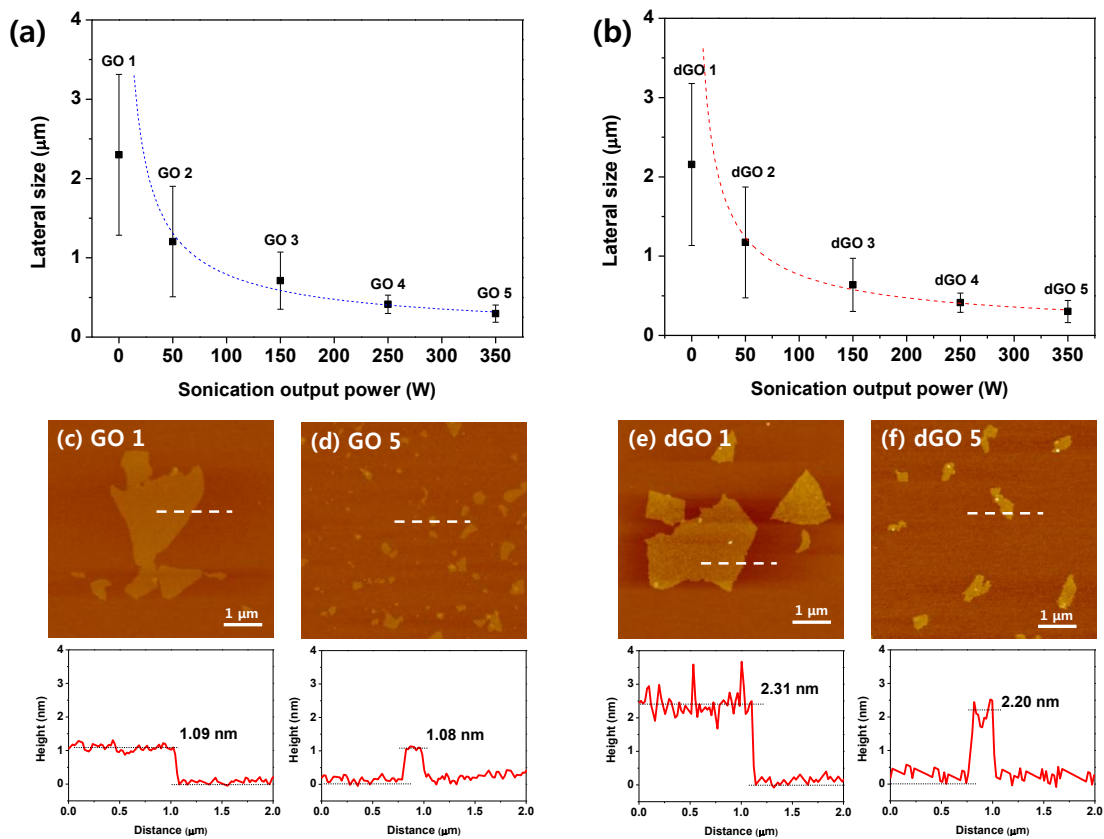 (a)
4
3
2
1
0
Lateral size (μm)
GO 1
GO 2
GO 3
GO 4
GO 5
0 50 100 150 200 250 300 350
Sonication output power (W)
(b)
4
3
2
1
0
Lateral size (μm)
dGO 1
dGO 2
dGO 3
dGO 4
dGO 5
0 50 100 150 200 250 300 350
Sonication output power (W)
(c) GO 1
1 μm
(d) GO 5
(e) dGO 1
1 μm
(f) dGO 5
1 μm
4
3
2
1
0
Height (nm)
1.09 nm
0.0 0.5 1.0 1.5 2.0
Distance (μm)
4
3
2
1
0
Height (nm)
1.08 nm
0.0 0.5 1.0 1.5 2.0
Distance (μm)
4
3
2
1
0
Height (nm)
2.31 nm
0.0 0.5 1.0 1.5 2.0
Distance (μm)
4
3
2
1
0
Height (nm)
2.20 nm
0.0 0.5 1.0 1.5 2.0
Distance (μm)